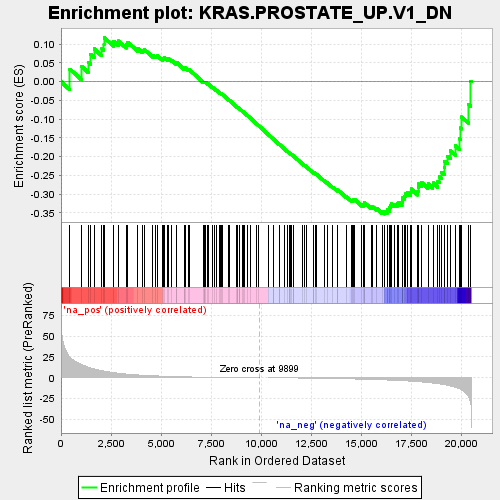 Enrichment plot: KRAS.PROSTATE_UP.V1_DN
Enrichment score (ES)
0.10
0.05
0.00
-0.05
-0.10
-0.15
-0.20
-0.25
-0.30
-0.35
'na_pos' (positively correlated)
Ranked list metric (PreRanked)
75
50
25
0
-25
-50
Zero cross at 9899
'na_neg' (negatively correlated)
0
2,500
5,000
7,500
10,000
12,500
15,000
17,500
20,000
Rank in Ordered Dataset
Enrichment profile
Hits
Ranking metric scores